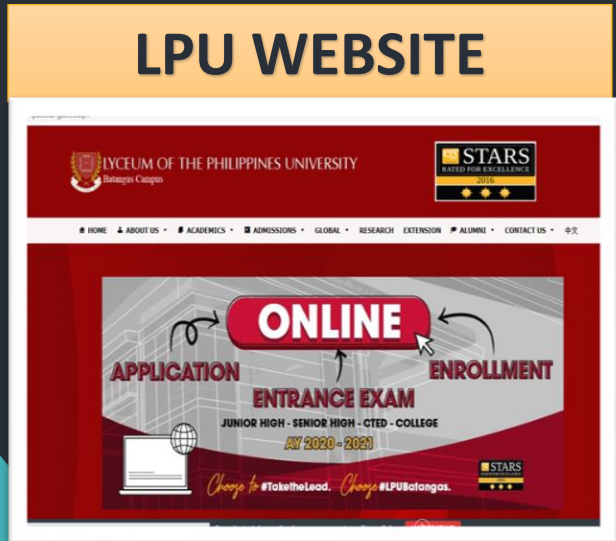 LPU WEBSITE
LYCEUM OF THE PHILIPPINES UNIVERSITY
Batangas Campus
STARS
RATED FOR EXCELLENCE
2016
HOME ABOUT US ACADEMICS ADMISSIONS GLOBAL RESEARCH EXTENSION ALUMNI CONTACT US 中文
ONLINE
APPLICATION
ENROLLMENT
ENTRANCE EXAM
JUNIOR HIGH - SENIOR HIGH - CTED - COLLEGE
AY 2020 - 2021
Choose to #TaketheLead. Choose #LPUBatangas.
STARS